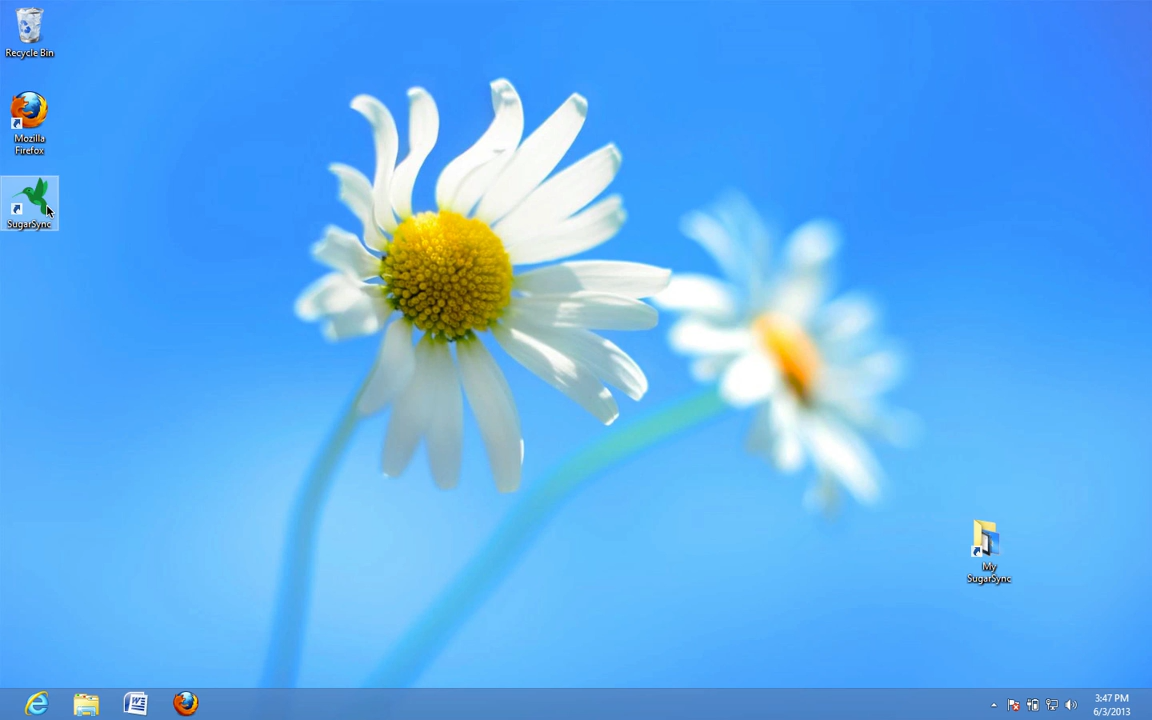 Recycle Bin
Mozilla
Firefox
SugarSync
My
SugarSync
3:47 PM
6/3/2013